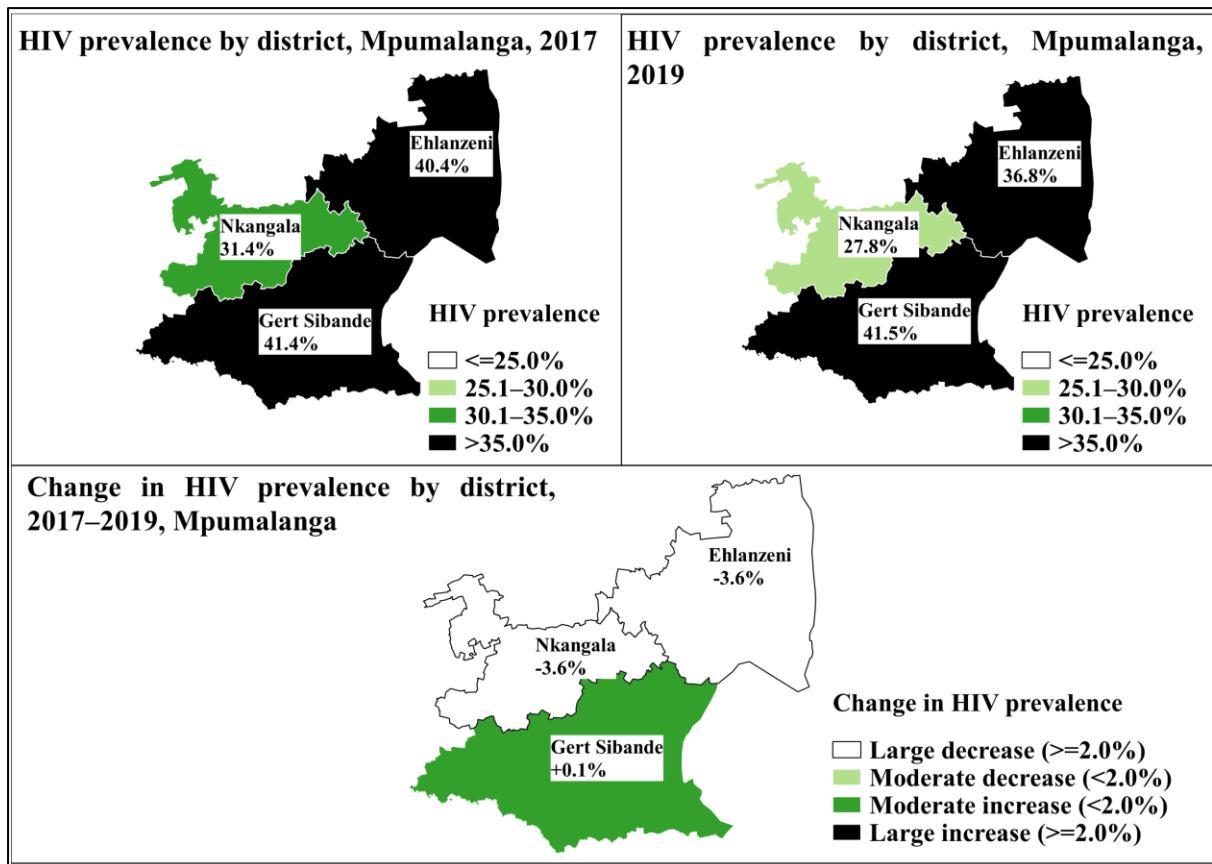 HIV prevalence by district, Mpumalanga, 2017
Ehlanzeni
40.4%
Nkangala
31.4%
Gert Sibande
41.4%
HIV prevalence
<=25.0%
25.1–30.0%
30.1–35.0%
>35.0%
HIV prevalence by district, Mpumalanga,
2019
Ehlanzeni
36.8%
Nkangala
27.8%
Gert Sibande
41.5%
HIV prevalence
<=25.0%
25.1–30.0%
30.1–35.0%
>35.0%
Change in HIV prevalence by district,
2017–2019, Mpumalanga
Ehlanzeni
-3.6%
Nkangala
-3.6%
Gert Sibande
+0.1%
Change in HIV prevalence
Large decrease (>=2.0%)
Moderate decrease (<2.0%)
Moderate increase (<2.0%)
Large increase (>=2.0%)